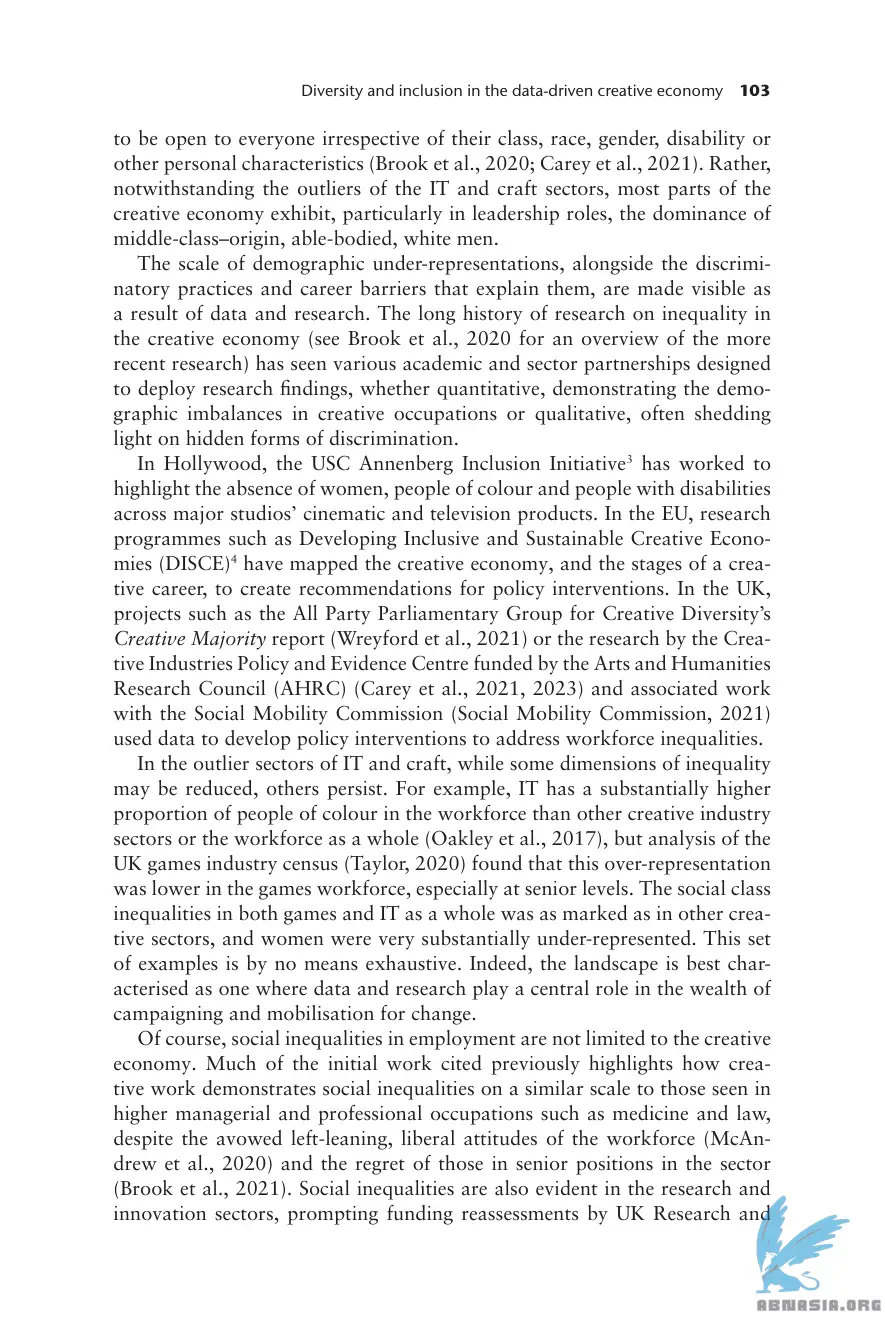 Diversity and inclusion in the data-driven creative economy 103
to be open to everyone irrespective of their class, race, gender, disability or
other personal characteristics (Brook et al., 2020; Carey et al., 2021). Rather,
notwithstanding the outliers of the IT and craft sectors, most parts of the
creative economy exhibit, particularly in leadership roles, the dominance of
middle-class–origin, able-bodied, white men.
The scale of demographic under-representations, alongside the discrimi-
natory practices and career barriers that explain them, are made visible as
a result of data and research. The long history of research on inequality in
the creative economy (see Brook et al., 2020 for an overview of the more
recent research) has seen various academic and sector partnerships designed
to deploy research findings, whether quantitative, demonstrating the demo-
graphic imbalances in creative occupations or qualitative, often shedding
light on hidden forms of discrimination.
In Hollywood, the USC Annenberg Inclusion Initiative³ has worked to
highlight the absence of women, people of colour and people with disabilities
across major studios’ cinematic and television products. In the EU, research
programmes such as Developing Inclusive and Sustainable Creative Econo-
mies (DISCE)⁴ have mapped the creative economy, and the stages of a crea-
tive career, to create recommendations for policy interventions. In the UK,
projects such as the All Party Parliamentary Group for Creative Diversity’s
Creative Majority report (Wreyford et al., 2021) or the research by the Crea-
tive Industries Policy and Evidence Centre funded by the Arts and Humanities
Research Council (AHRC) (Carey et al., 2021, 2023) and associated work
with the Social Mobility Commission (Social Mobility Commission, 2021)
used data to develop policy interventions to address workforce inequalities.
In the outlier sectors of IT and craft, while some dimensions of inequality
may be reduced, others persist. For example, IT has a substantially higher
proportion of people of colour in the workforce than other creative industry
sectors or the workforce as a whole (Oakley et al., 2017), but analysis of the
UK games industry census (Taylor, 2020) found that this over-representation
was lower in the games workforce, especially at senior levels. The social class
inequalities in both games and IT as a whole was as marked as in other crea-
tive sectors, and women were very substantially under-represented. This set
of examples is by no means exhaustive. Indeed, the landscape is best char-
acterised as one where data and research play a central role in the wealth of
campaigning and mobilisation for change.
Of course, social inequalities in employment are not limited to the creative
economy. Much of the initial work cited previously highlights how crea-
tive work demonstrates social inequalities on a similar scale to those seen in
higher managerial and professional occupations such as medicine and law,
despite the avowed left-leaning, liberal attitudes of the workforce (McAn-
drew et al., 2020) and the regret of those in senior positions in the sector
(Brook et al., 2021). Social inequalities are also evident in the research and
innovation sectors, prompting funding reassessments by UK Research and
ABNASIA.ORG